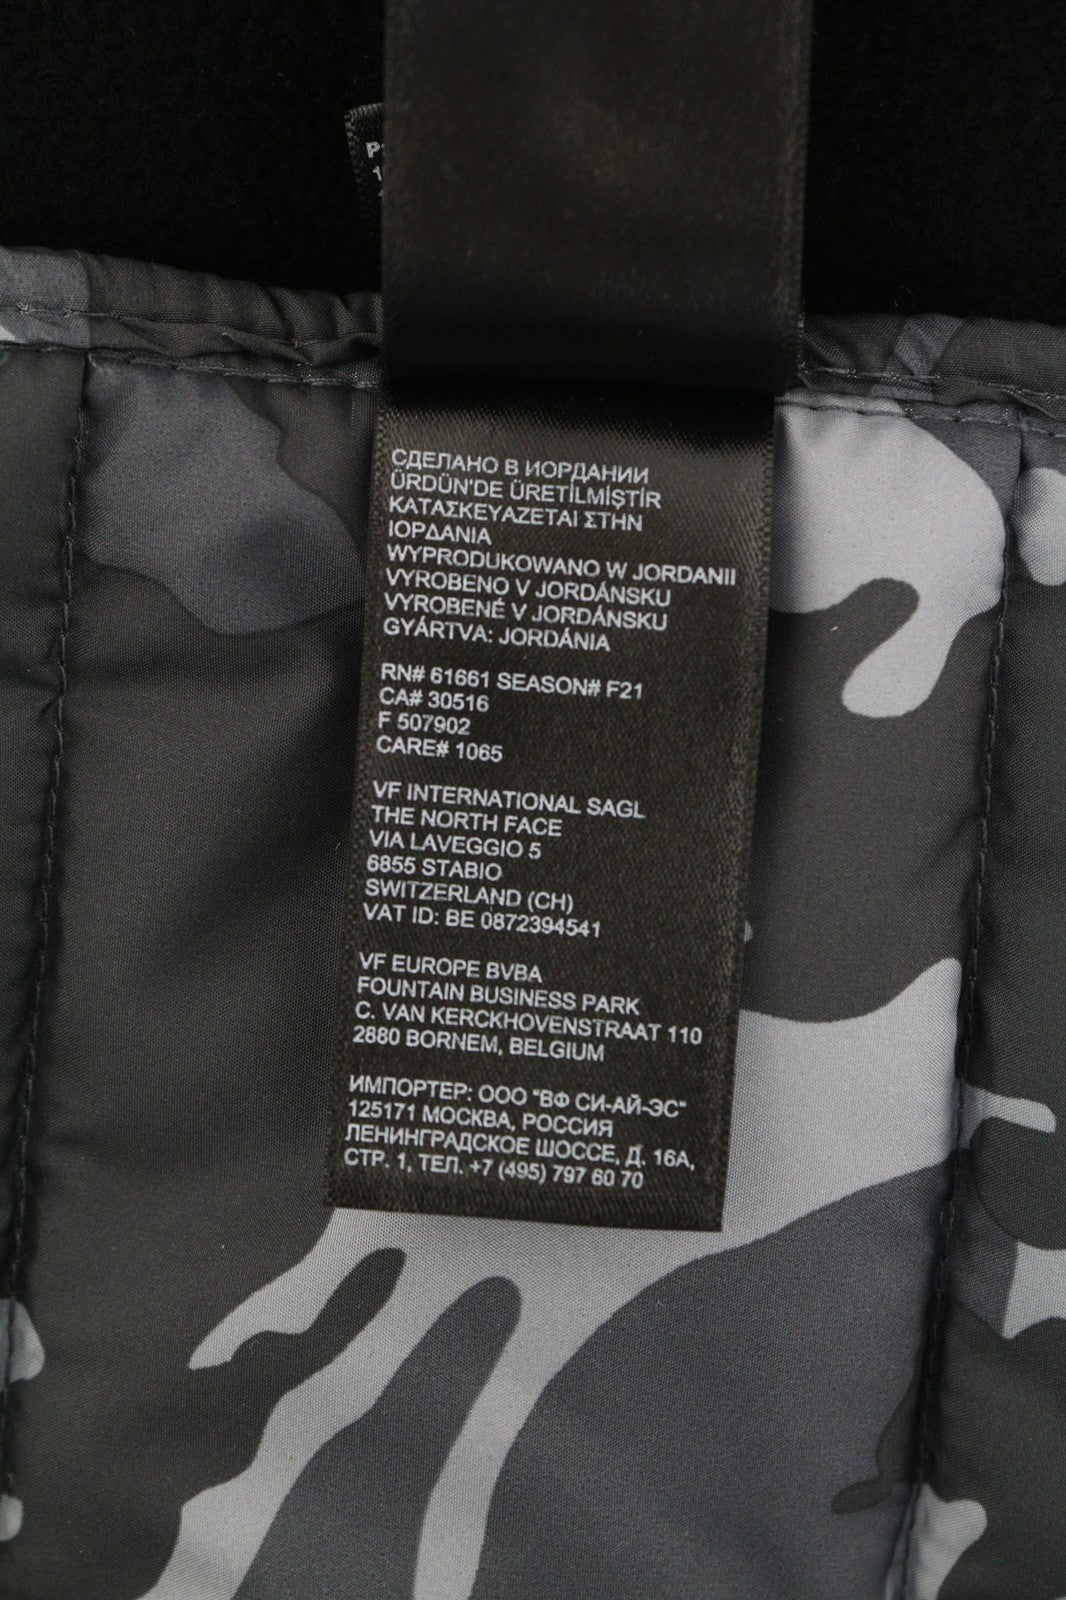 СДЕЛАНО В ИОРДАНИИ
ÜRDÜN'DE ÜRETİLMİŞTİR
ΚΑΤΑΣΚΕΥΑΖΕΤΑΙ ΣΤΗΝ
ΙΟΡΔΑΝΙΑ
WYPRODUKOWANO W JORDANII
VYROBENO V JORDÁNSKU
VYROBENÉ V JORDÁNSKU
GYÁRTVA: JORDÁNIA
RN# 61661 SEASON# F21
CA# 30516
F 507902
CARE# 1065
VF INTERNATIONAL SAGL
THE NORTH FACE
VIA LAVEGGIO 5
6855 STABIO
SWITZERLAND (CH)
VAT ID: BE 0872394541
VF EUROPE BVBA
FOUNTAIN BUSINESS PARK
C. VAN KERCKHOVENSTRAAT 110
2880 BORNEM, BELGIUM
ИМПОРТЕР: ООО "ВФ СИ-АЙ-ЭС"
125171 МОСКВА, РОССИЯ
ЛЕНИНГРАДСКОЕ ШОССЕ, Д. 16А,
СТР. 1, ТЕЛ. +7 (495) 797 60 70